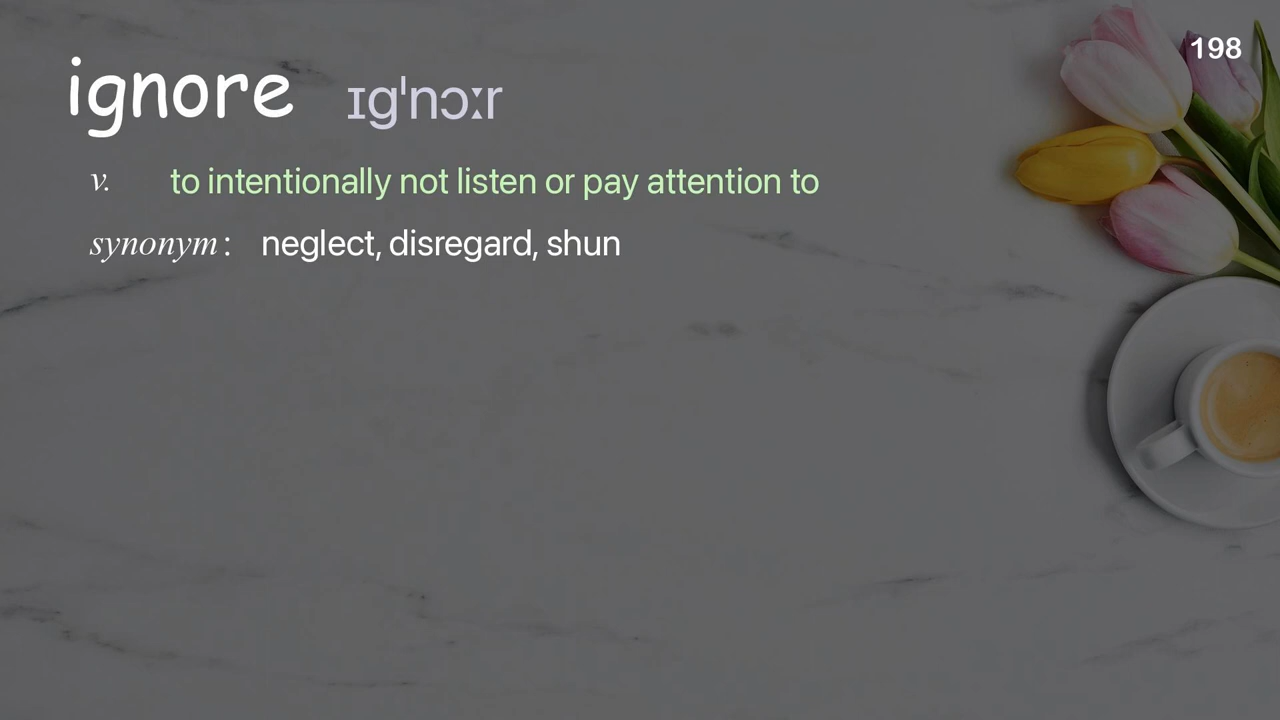 198
ignore ɪgˈnɔːr
v. to intentionally not listen or pay attention to
synonym: neglect, disregard, shun